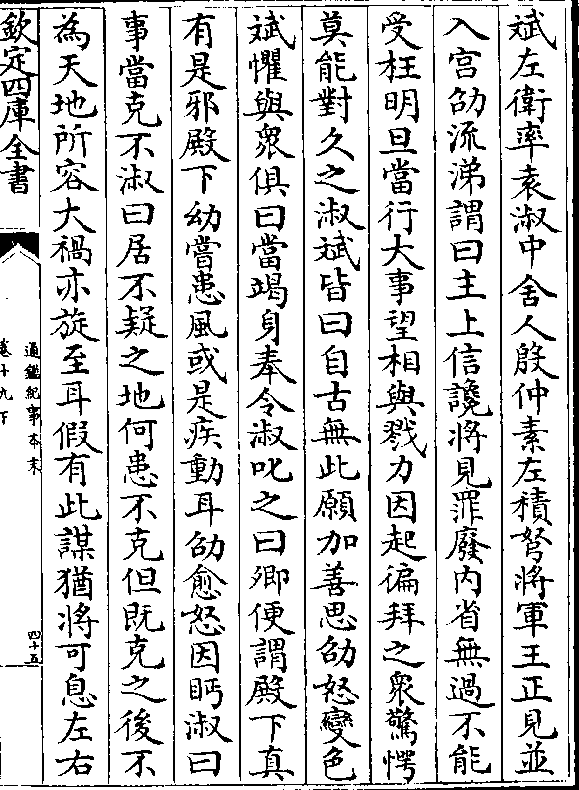 斌左衛率袁淑中舍人殷仲素左積弩將軍王正見並
入宮劭流涕謂曰主上信讒將見罪廢内省無過不能
受枉明旦當行大事望相與戮力因起徧拜之衆驚愕
莫能對久之淑斌皆曰自古無此願加善思劭怒變色
斌懼與衆俱曰當竭身奉令淑叱之曰卿便謂殿下真
有是邪殿下幼嘗患風或是疾動耳劭愈怒因眄淑曰
事當克不淑曰居不疑之地何患不克但既克之後不
為天地所容大禍亦旋至耳假有此謀猶將可息左右
欽定四庫全書
通鑑紀事本末
卷十九下
四十五